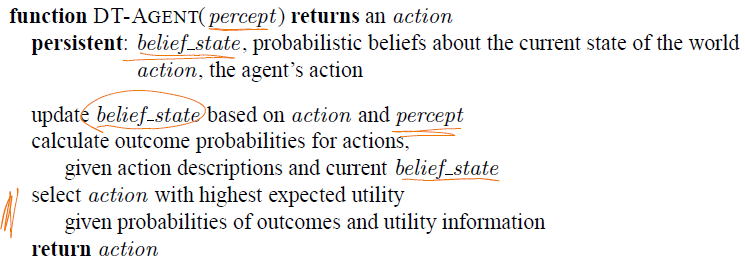 function DT-AGENT(percept) returns an action
persistent: belief_state, probabilistic beliefs about the current state of the world
action, the agent's action
update belief_state based on action and percept
calculate outcome probabilities for actions,
given action descriptions and current belief_state
select action with highest expected utility
given probabilities of outcomes and utility information
return action